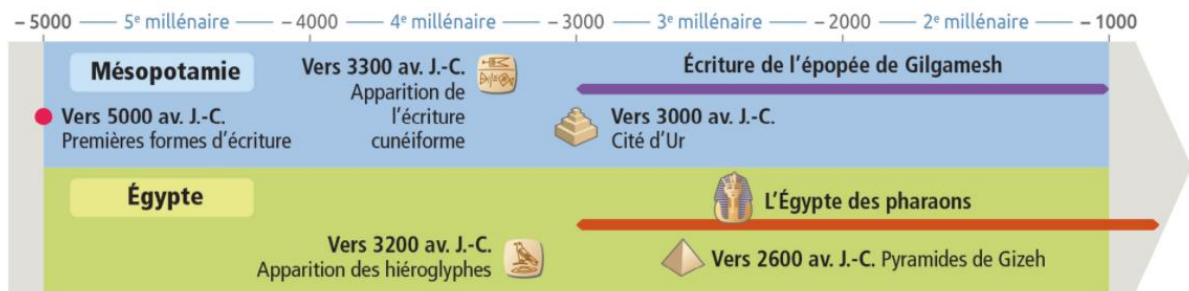 – 5000 — 5e millénaire — – 4000 — 4e millénaire — – 3000 — 3e millénaire — – 2000 — 2e millénaire — – 1000
Mésopotamie
Vers 3300 av. J.-C.
Apparition de
l'écriture
cunéiforme
Écriture de l'épopée de Gilgamesh
Vers 5000 av. J.-C.
Premières formes d'écriture
Vers 3000 av. J.-C.
Cité d'Ur
Égypte
L'Égypte des pharaons
Vers 3200 av. J.-C.
Apparition des hiéroglyphes
Vers 2600 av. J.-C. Pyramides de Gizeh